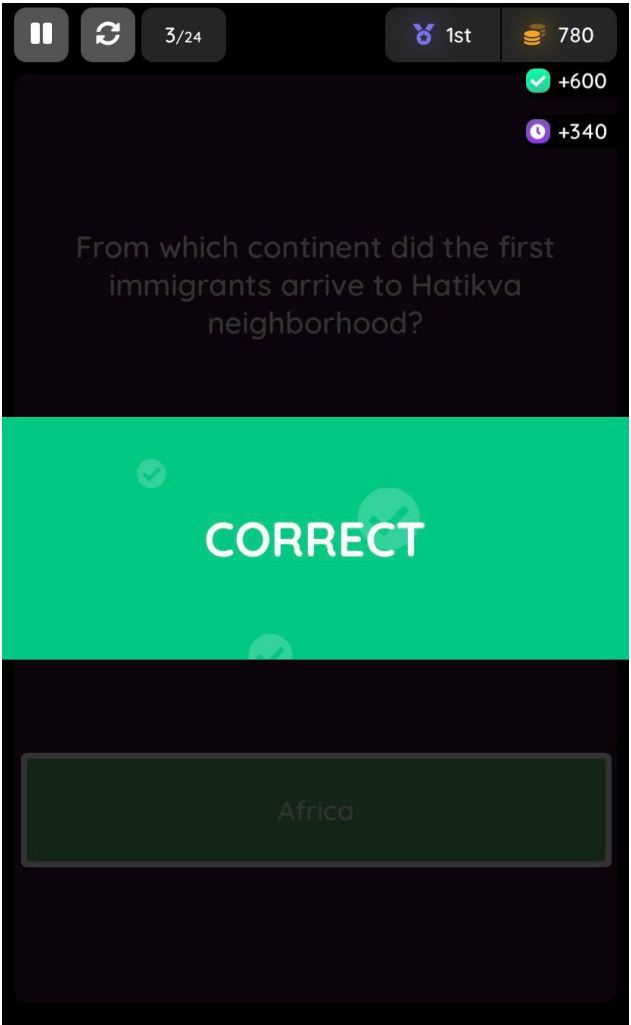 3/24
1st
780
+600
+340
From which continent did the first
immigrants arrive to Hatikva
neighborhood?
CORRECT
Africa